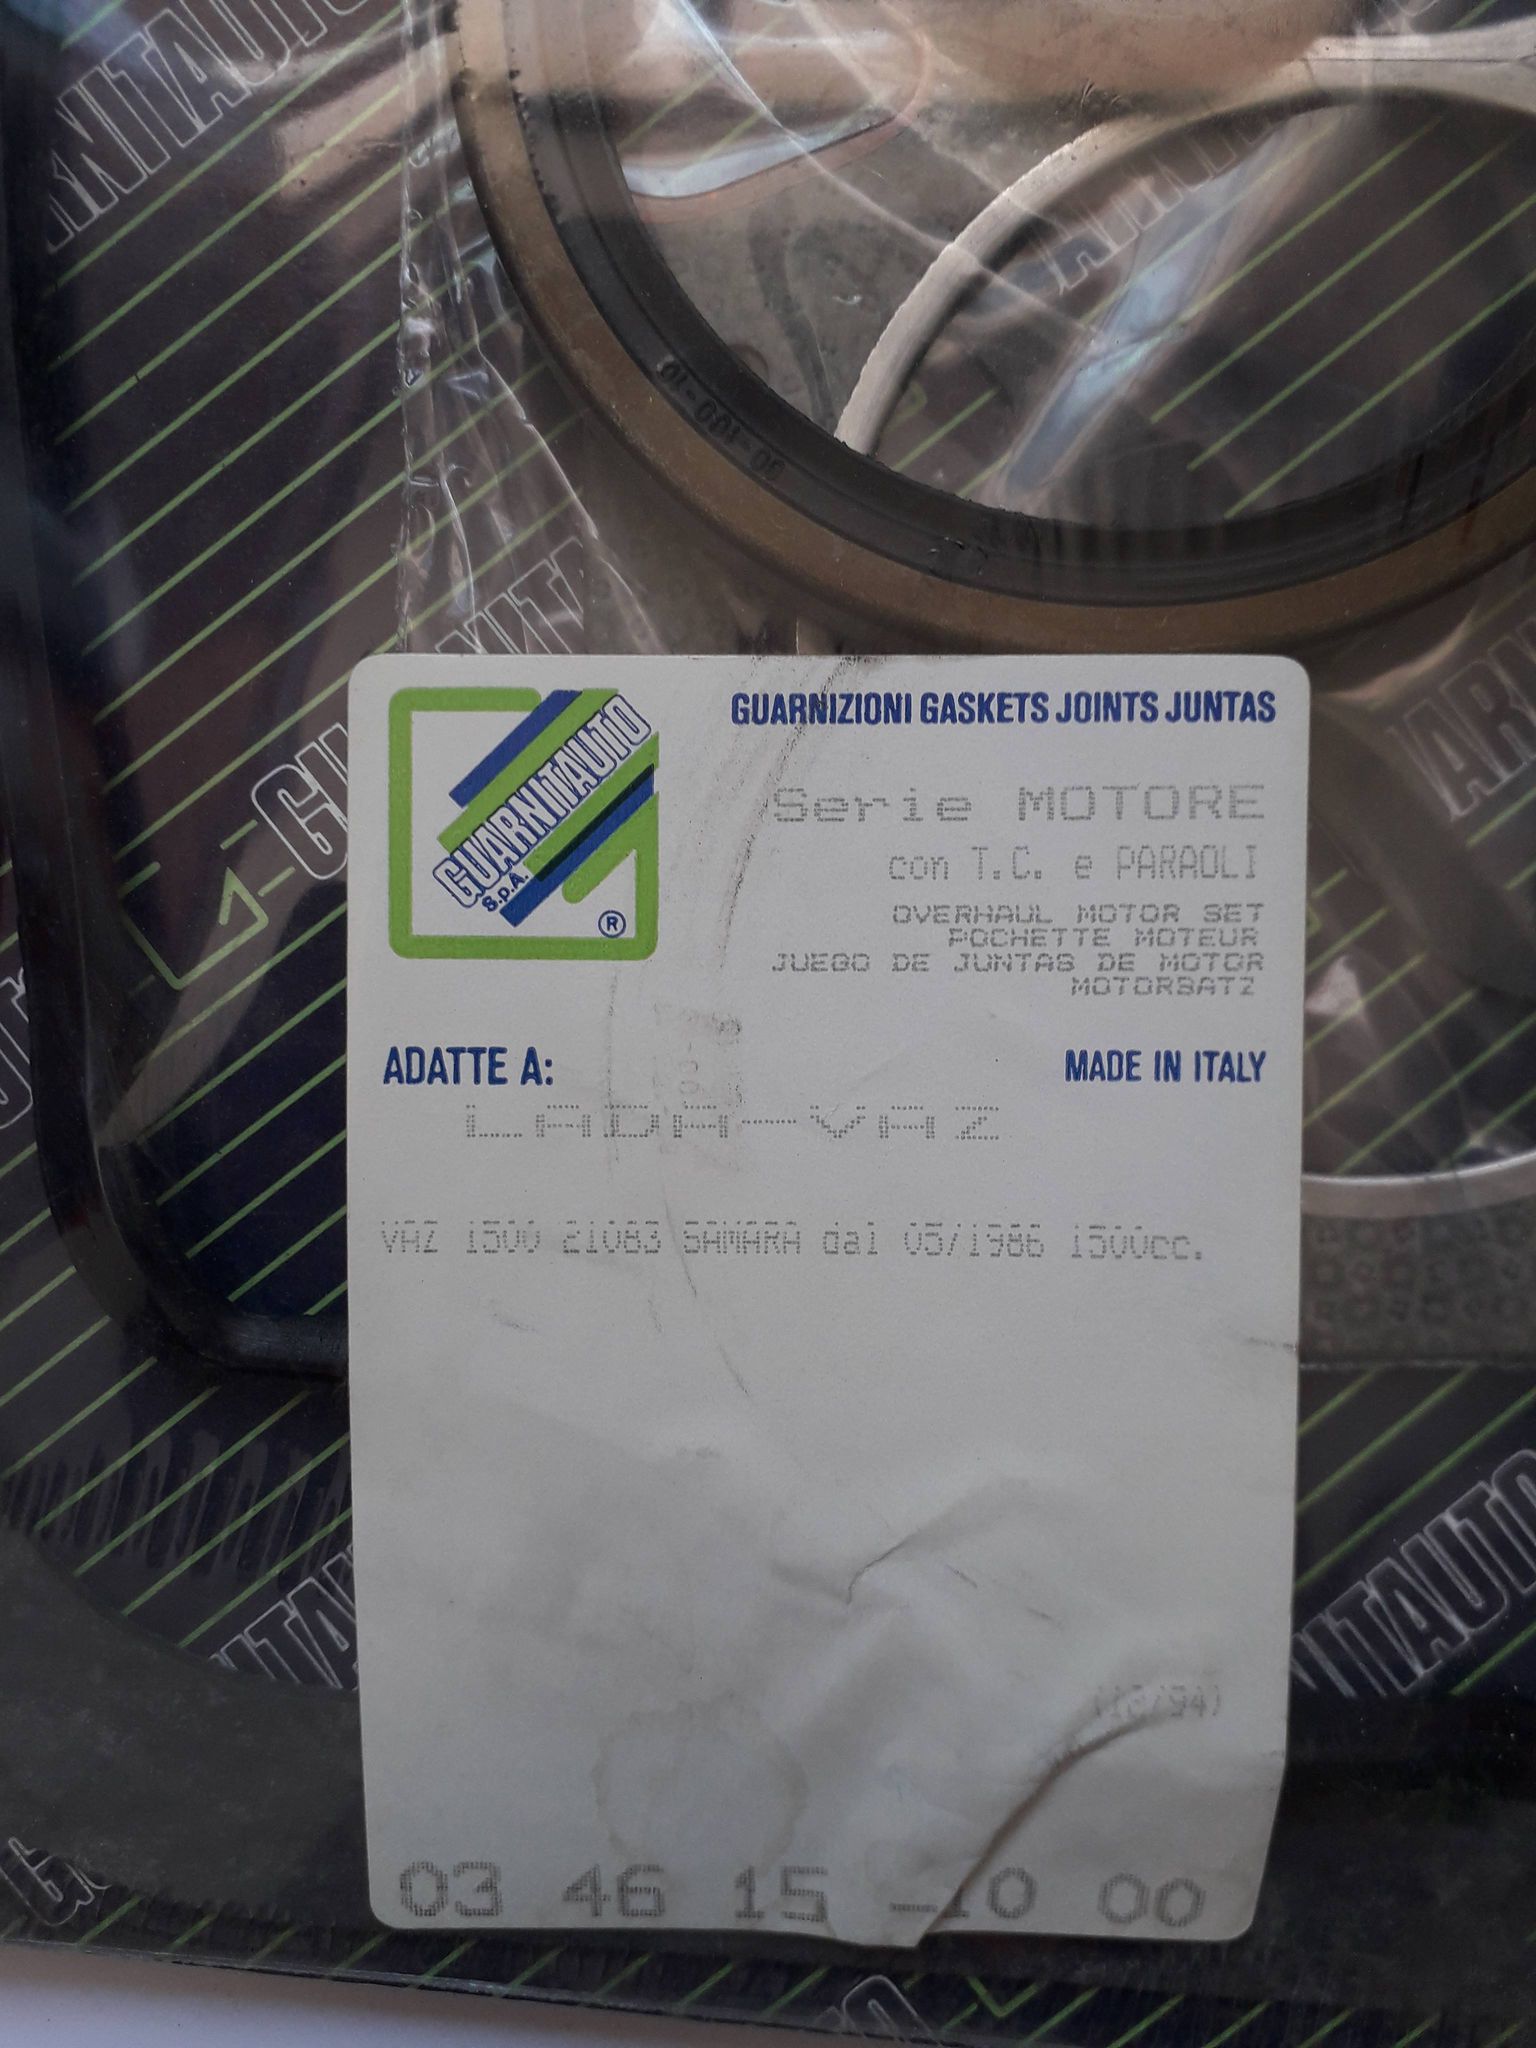 GUARNITAUTO
S.p.A.
®
GUARNIZIONI GASKETS JOINTS JUNTAS
Serie MOTORE
con T.C. e PARAOLI
OVERHAUL MOTOR SET
POCHETTE MOTEUR
JUEGO DE JUNTAS DE MOTOR
MOTORSATZ
ADATTE A:
MADE IN ITALY
LADA-VAZ
VAZ 1500 21083 SAMARA dal 05/1986 1500cc.
03 46 15 -10 00
GUARNITAUTO